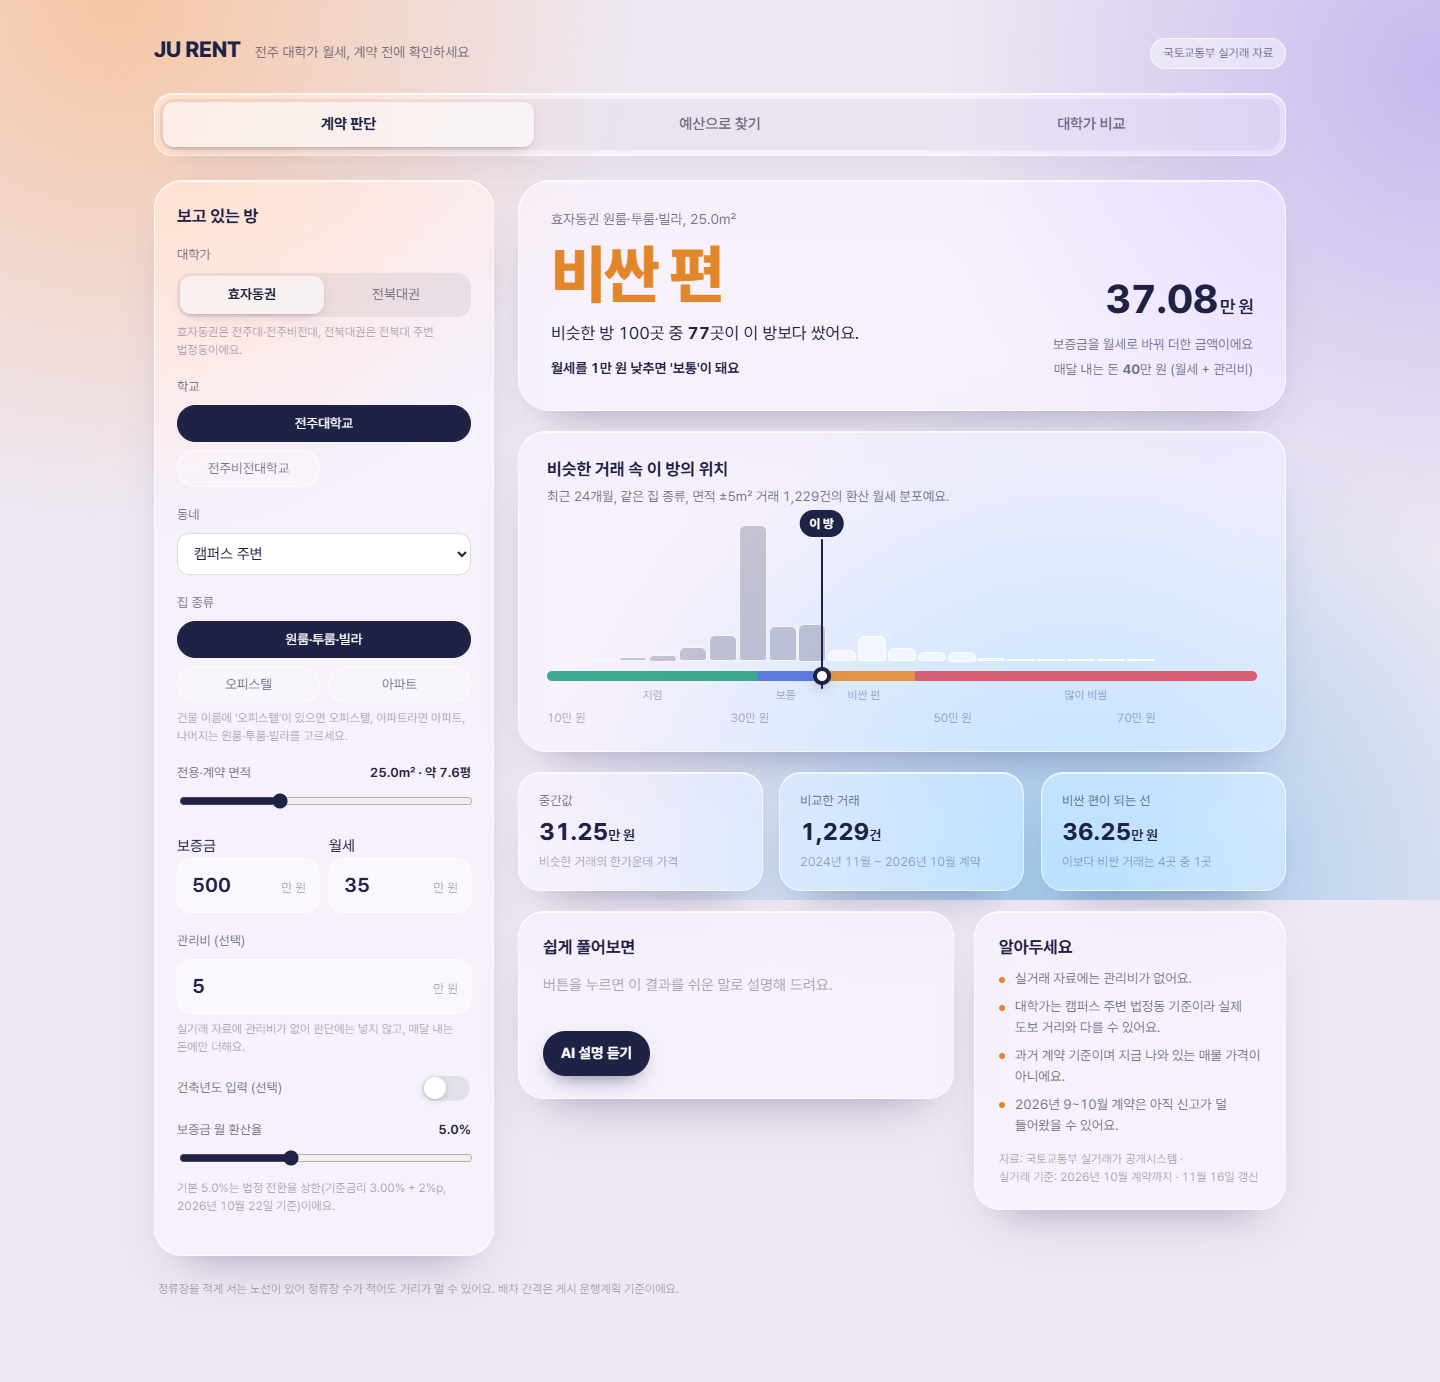 JU RENT
전주 대학가 월세, 계약 전에 확인하세요
국토교통부 실거래 자료
계약 판단
예산으로 찾기
대학가 비교
보고 있는 방
대학가
효자동권
전북대권
효자동권은 전주대·전주비전대, 전북대권은 전북대 주변
법정동이에요.
학교
전주대학교
전주비전대학교
동네
캠퍼스 주변
집 종류
원룸·투룸·빌라
오피스텔
아파트
건물 이름에 '오피스텔'이 있으면 오피스텔, 아파트라면 아파트,
나머지는 원룸·투룸·빌라를 고르세요.
전용·계약 면적
25.0m² · 약 7.6평
보증금
월세
500 만 원
35 만 원
관리비 (선택)
5 만 원
실거래 자료에 관리비가 없어 판단에는 넣지 않고, 매달 내는
돈에만 더해요.
건축년도 입력 (선택)
보증금 월 환산율
5.0%
기본 5.0%는 법정 전환율 상한(기준금리 3.00% + 2%p,
2026년 10월 22일 기준)이에요.
효자동권 원룸·투룸·빌라, 25.0m²
비싼 편
비슷한 방 100곳 중 77곳이 이 방보다 쌌어요.
월세를 1만 원 낮추면 '보통'이 돼요
37.08만 원
보증금을 월세로 바꿔 더한 금액이에요
매달 내는 돈 40만 원 (월세 + 관리비)
비슷한 거래 속 이 방의 위치
최근 24개월, 같은 집 종류, 면적 ±5m² 거래 1,229건의 환산 월세 분포예요.
이 방
저렴
보통
비싼 편
많이 비쌈
10만 원
30만 원
50만 원
70만 원
중간값
31.25만 원
비슷한 거래의 한가운데 가격
비교한 거래
1,229건
2024년 11월 ~ 2026년 10월 계약
비싼 편이 되는 선
36.25만 원
이보다 비싼 거래는 4곳 중 1곳
쉽게 풀어보면
버튼을 누르면 이 결과를 쉬운 말로 설명해 드려요.
AI 설명 듣기
알아두세요
실거래 자료에는 관리비가 없어요.
대학가는 캠퍼스 주변 법정동 기준이라 실제
도보 거리와 다를 수 있어요.
과거 계약 기준이며 지금 나와 있는 매물 가격이
아니에요.
2026년 9~10월 계약은 아직 신고가 덜
들어왔을 수 있어요.
자료: 국토교통부 실거래가 공개시스템 ·
실거래 기준: 2026년 10월 계약까지 · 11월 16일 갱신
정류장을 적게 서는 노선이 있어 정류장 수가 적어도 거리가 멀 수 있어요. 배차 간격은 게시 운행계획 기준이에요.